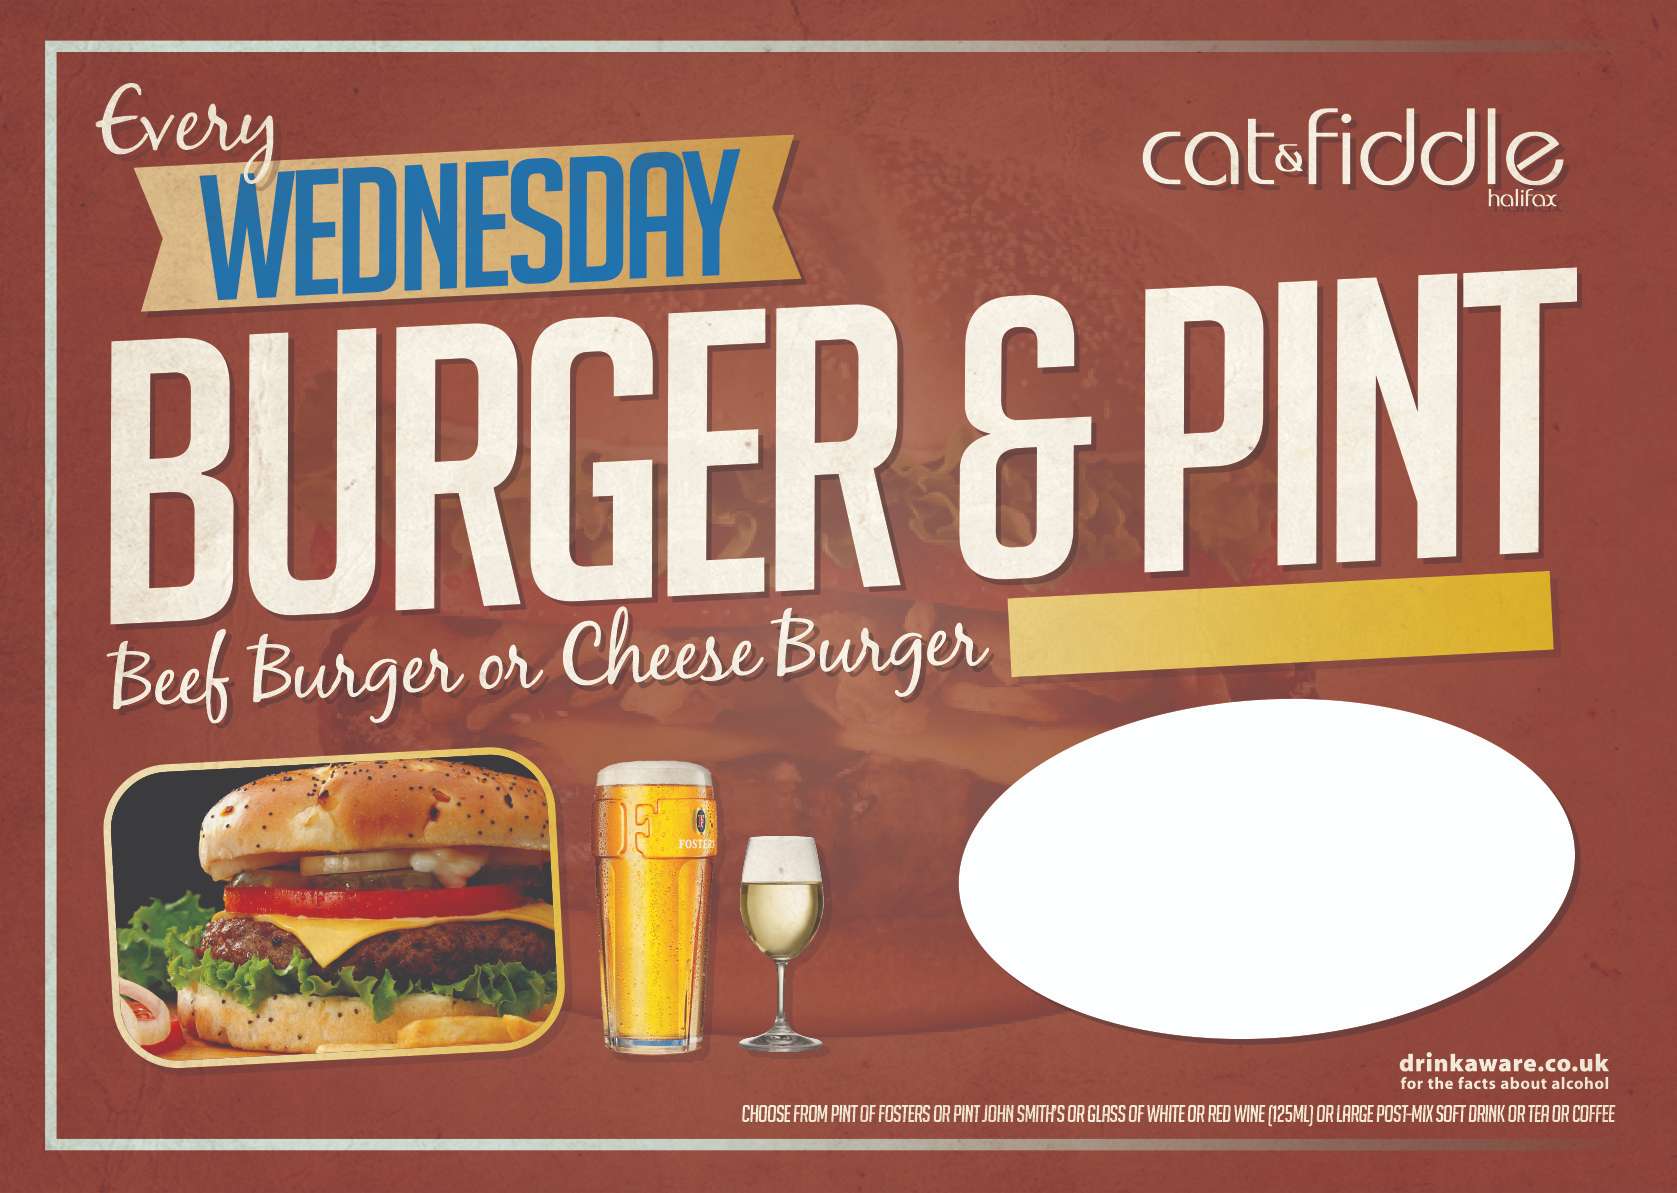 Every
WEDNESDAY
cat&fiddle
halifax
BURGER & PINT
Beef Burger or Cheese Burger
F
FOSTER
drinkaware.co.uk
for the facts about alcohol
CHOOSE FROM PINT OF FOSTERS OR PINT JOHN SMITH'S OR GLASS OF WHITE OR RED WINE (125ML) OR LARGE POST-MIX SOFT DRINK OR TEA OR COFFEE